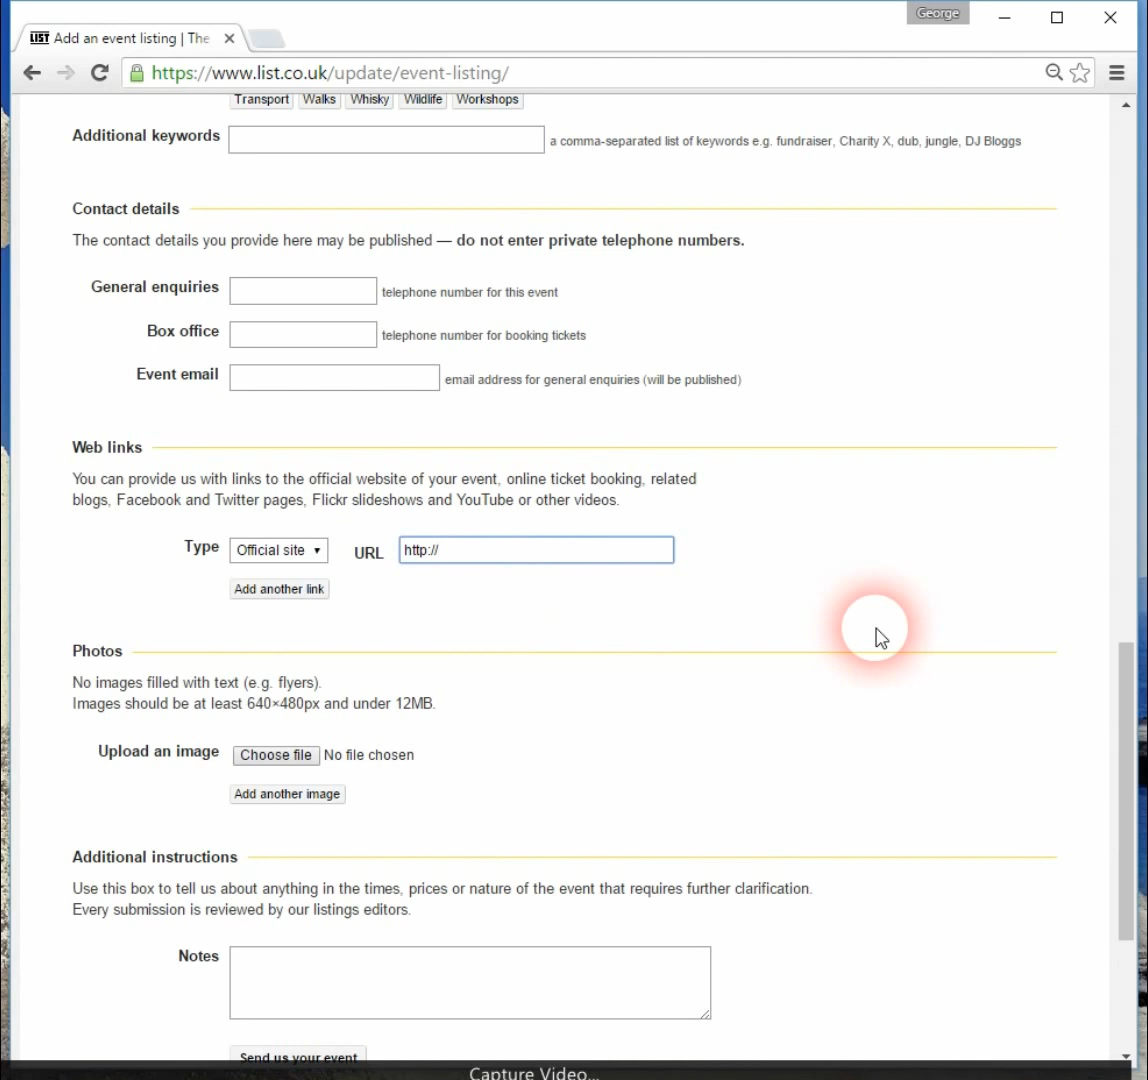 George
LIST Add an event listing | The
https://www.list.co.uk/update/event-listing/
Transport Walks Whisky Wildlife Workshops
Additional keywords a comma-separated list of keywords e.g. fundraiser, Charity X, dub, jungle, DJ Bloggs
Contact details
The contact details you provide here may be published — do not enter private telephone numbers.
General enquiries telephone number for this event
Box office telephone number for booking tickets
Event email email address for general enquiries (will be published)
Web links
You can provide us with links to the official website of your event, online ticket booking, related
blogs, Facebook and Twitter pages, Flickr slideshows and YouTube or other videos.
Type Official site URL http://
Add another link
Photos
No images filled with text (e.g. flyers).
Images should be at least 640×480px and under 12MB.
Upload an image Choose file No file chosen
Add another image
Additional instructions
Use this box to tell us about anything in the times, prices or nature of the event that requires further clarification.
Every submission is reviewed by our listings editors.
Notes
Send us your event
Capture Video...